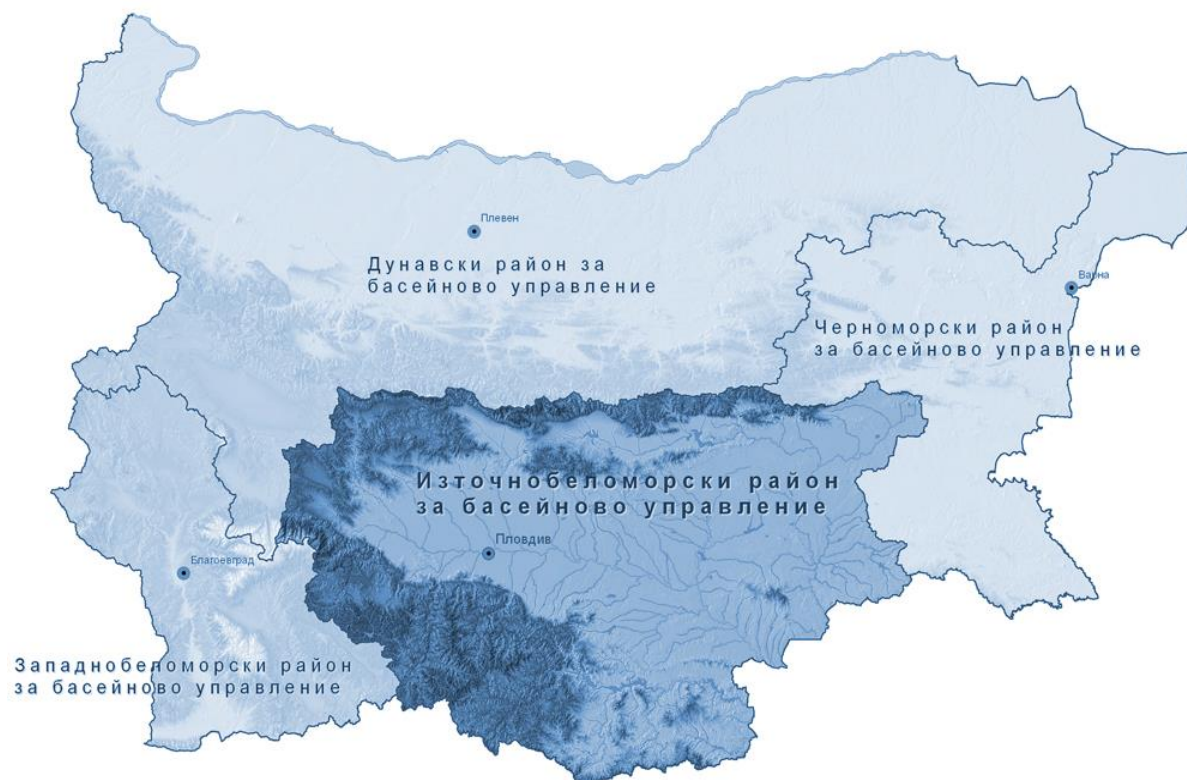 Плевен
Дунавски район за
басейново управление
Варна
Черноморски район
за басейново управление
Източнобеломорски район
за басейново управление
Пловдив
Благоевград
Западнобеломорски район
за басейново управление